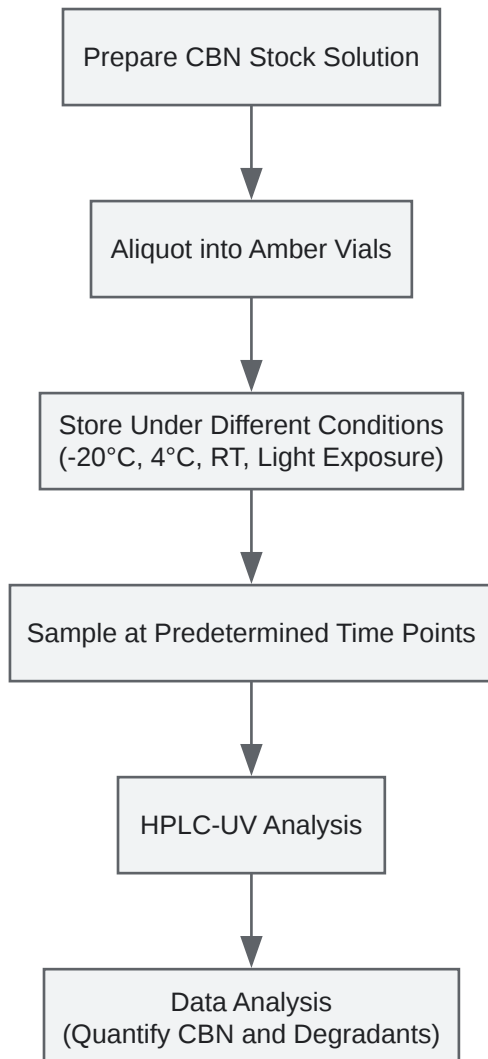 Prepare CBN Stock Solution
Aliquot into Amber Vials
Store Under Different Conditions
(-20°C, 4°C, RT, Light Exposure)
Sample at Predetermined Time Points
HPLC-UV Analysis
Data Analysis
(Quantify CBN and Degradants)